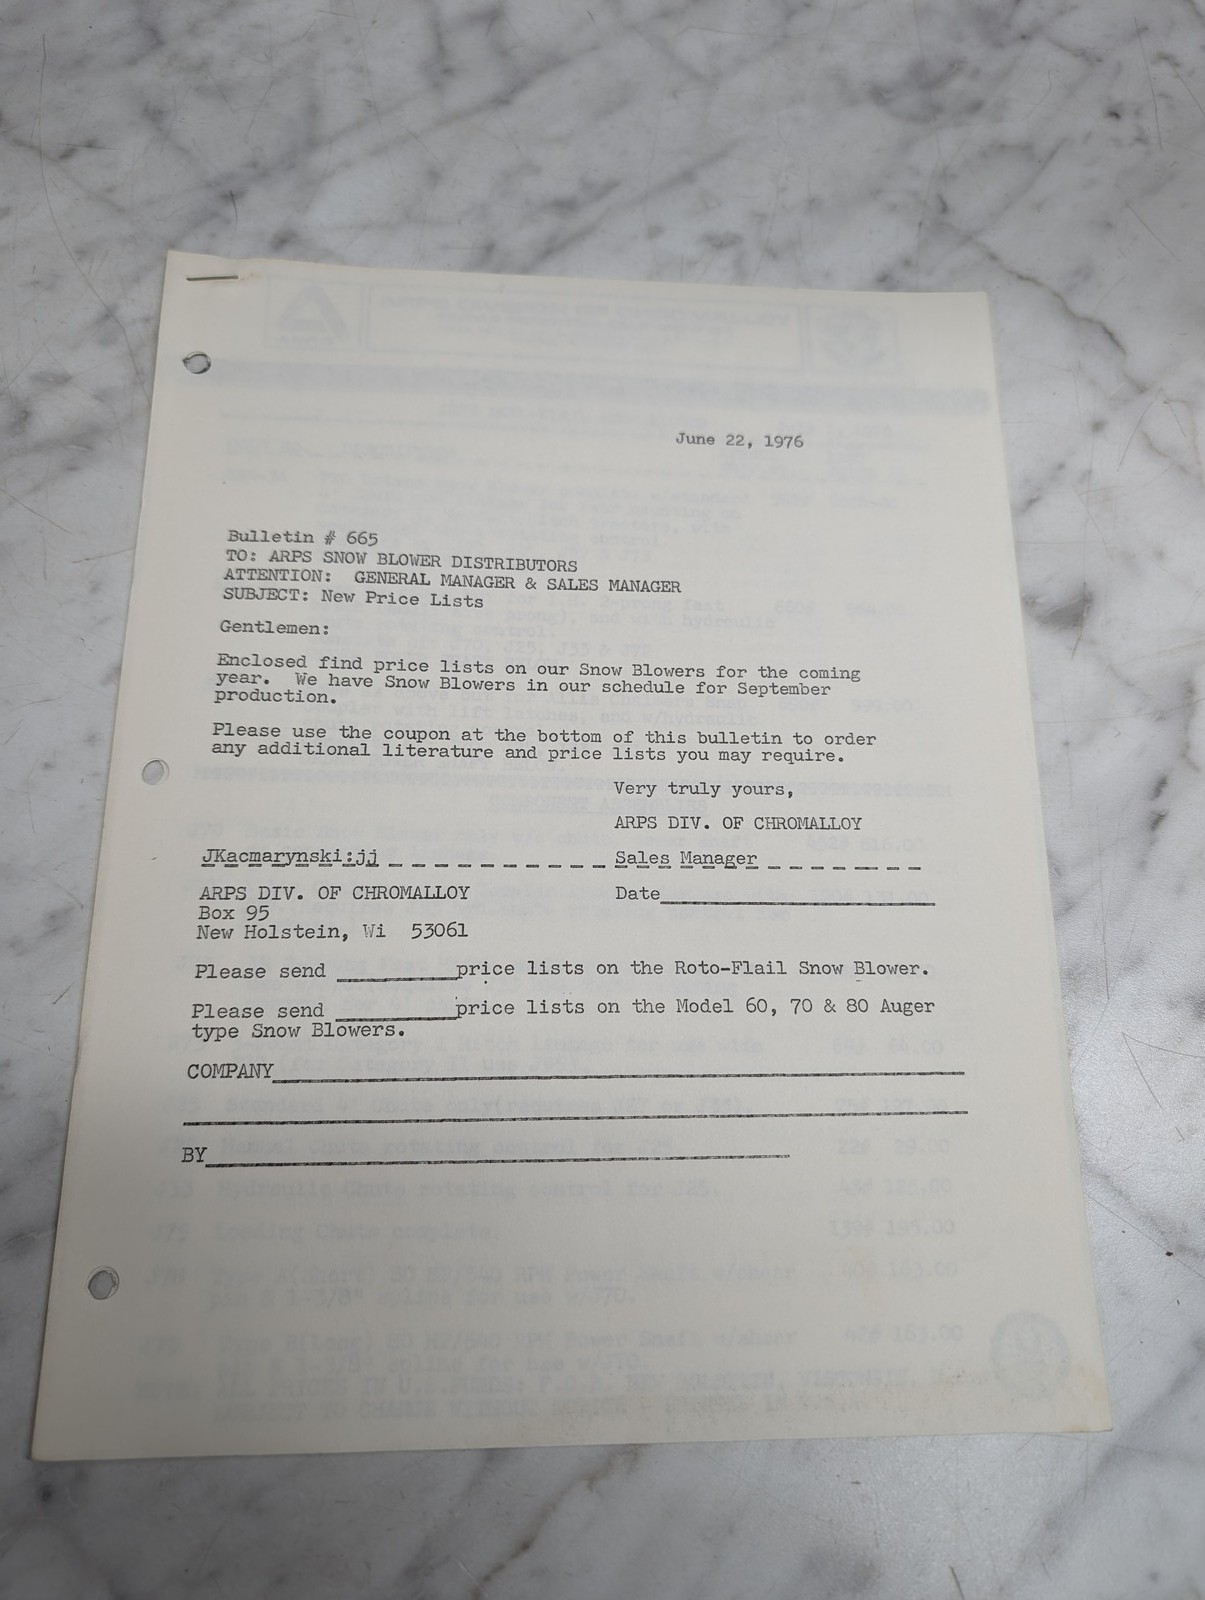 June 22, 1976
Bulletin # 665
TO: ARPS SNOW BLOWER DISTRIBUTORS
ATTENTION: GENERAL MANAGER & SALES MANAGER
SUBJECT: New Price Lists
Gentlemen:
Enclosed find price lists on our Snow Blowers for the coming
year. We have Snow Blowers in our schedule for September
production.
Please use the coupon at the bottom of this bulletin to order
any additional literature and price lists you may require.
Very truly yours,
ARPS DIV. OF CHROMALLOY
JKacmarynski:jj Sales Manager
ARPS DIV. OF CHROMALLOY Date
Box 95
New Holstein, Wi 53061
Please send price lists on the Roto-Flail Snow Blower.
Please send price lists on the Model 60, 70 & 80 Auger
type Snow Blowers.
COMPANY
BY